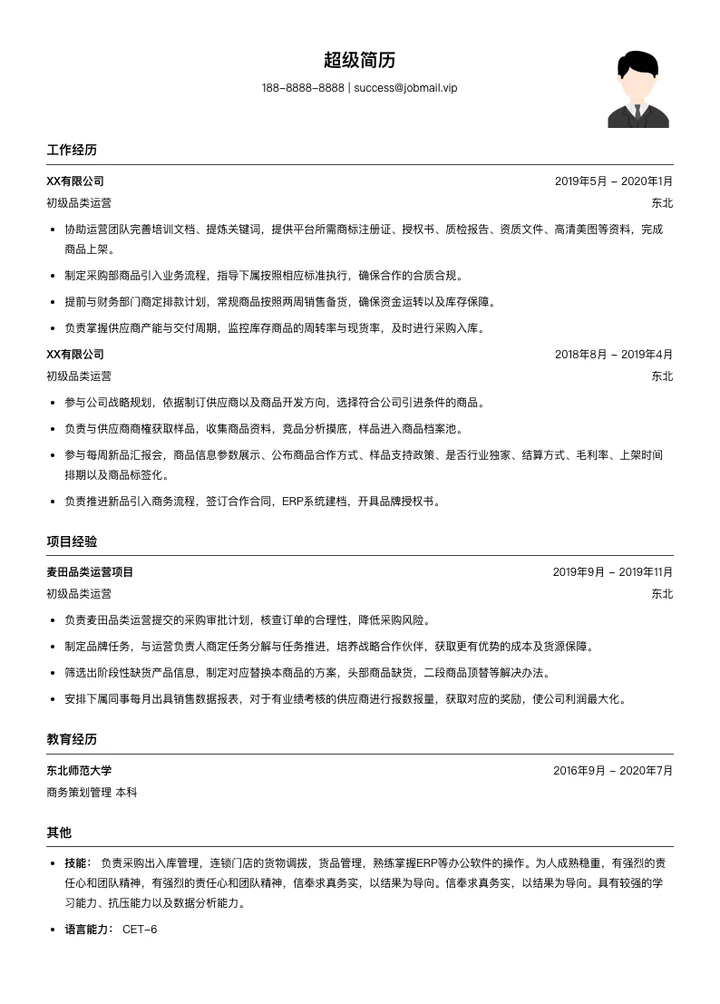 超级简历
188-8888-8888 | success@jobmail.vip
工作经历
XX有限公司 2019年5月 - 2020年1月
初级品类运营 东北
• 协助运营团队完善培训文档、提炼关键词，提供平台所需商标注册证、授权书、质检报告、资质文件、高清美图等资料，完成
商品上架。
• 制定采购部商品引入业务流程，指导下属按照相应标准执行，确保合作的合质合规。
• 提前与财务部门商定排款计划，常规商品按照两周销售备货，确保资金运转以及库存保障。
• 负责掌握供应商产能与交付周期，监控库存商品的周转率与现货率，及时进行采购入库。
XX有限公司 2018年8月 - 2019年4月
初级品类运营 东北
• 参与公司战略规划，依据制订供应商以及商品开发方向，选择符合公司引进条件的商品。
• 负责与供应商商榷获取样品，收集商品资料，竞品分析摸底，样品进入商品档案池。
• 参与每周新品汇报会，商品信息参数展示、公布商品合作方式、样品支持政策、是否行业独家、结算方式、毛利率、上架时间
排期以及商品标签化。
• 负责推进新品引入商务流程，签订合作合同，ERP系统建档，开具品牌授权书。
项目经验
麦田品类运营项目 2019年9月 - 2019年11月
初级品类运营 东北
• 负责麦田品类运营提交的采购审批计划，核查订单的合理性，降低采购风险。
• 制定品牌任务，与运营负责人商定任务分解与任务推进，培养战略合作伙伴，获取更有优势的成本及货源保障。
• 筛选出阶段性缺货产品信息，制定对应替换本商品的方案，头部商品缺货，二段商品顶替等解决办法。
• 安排下属同事每月出具销售数据报表，对于有业绩考核的供应商进行报数报量，获取对应的奖励，使公司利润最大化。
教育经历
东北师范大学 2016年9月 - 2020年7月
商务策划管理 本科
其他
• 技能： 负责采购出入库管理，连锁门店的货物调拨，货品管理，熟练掌握ERP等办公软件的操作。为人成熟稳重，有强烈的责
任心和团队精神，有强烈的责任心和团队精神，信奉求真务实，以结果为导向。信奉求真务实，以结果为导向。具有较强的学
习能力、抗压能力以及数据分析能力。
• 语言能力： CET-6